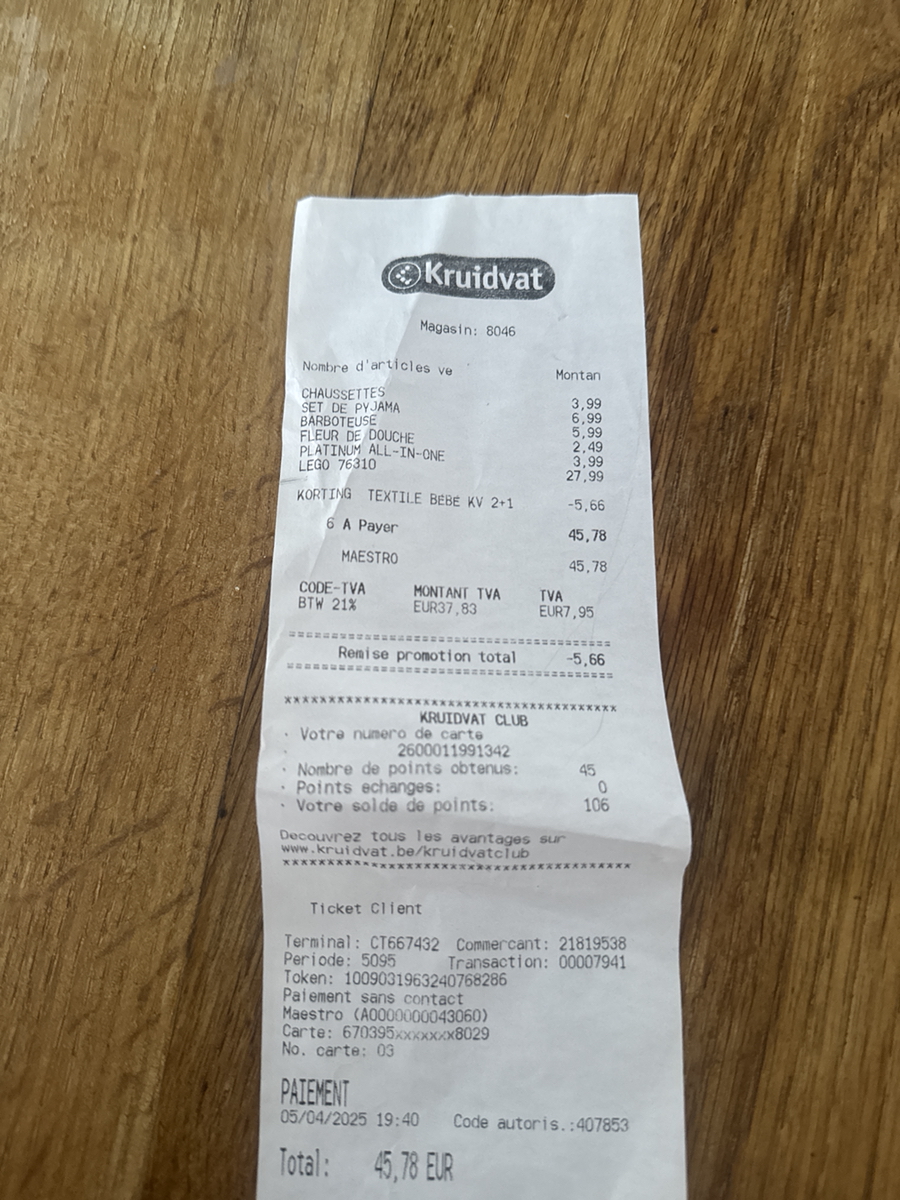 Kruidvat
Magasin: 8046
Nombre d'articles ve Montan
CHAUSSETTES 3,99
SET DE PYJAMA 6,99
BARBOTEUSE 5,99
FLEUR DE DOUCHE 2,49
PLATINUM ALL-IN-ONE 3,99
LEGO 76310 27,99
KORTING TEXTILE BEBE KV 2+1 -5,66
6 A Payer 45,78
MAESTRO 45,78
CODE-TVA MONTANT TVA TVA
BTW 21% EUR37,83 EUR7,95
Remise promotion total -5,66
KRUIDVAT CLUB
· Votre numero de carte
· 2600011991342
· Nombre de points obtenus: 45
· Points echanges: 0
· Votre solde de points: 106
Decouvrez tous les avantages sur
www.kruidvat.be/kruidvatclub
Ticket Client
Terminal: CT667432 Commercant: 21819538
Periode: 5095 Transaction: 00007941
Token: 1009031963240768286
Paiement sans contact
Maestro (A0000000043060)
Carte: 670395xxxxxxx8029
No. carte: 03
PAIEMENT
05/04/2025 19:40 Code autoris.:407853
Total: 45,78 EUR